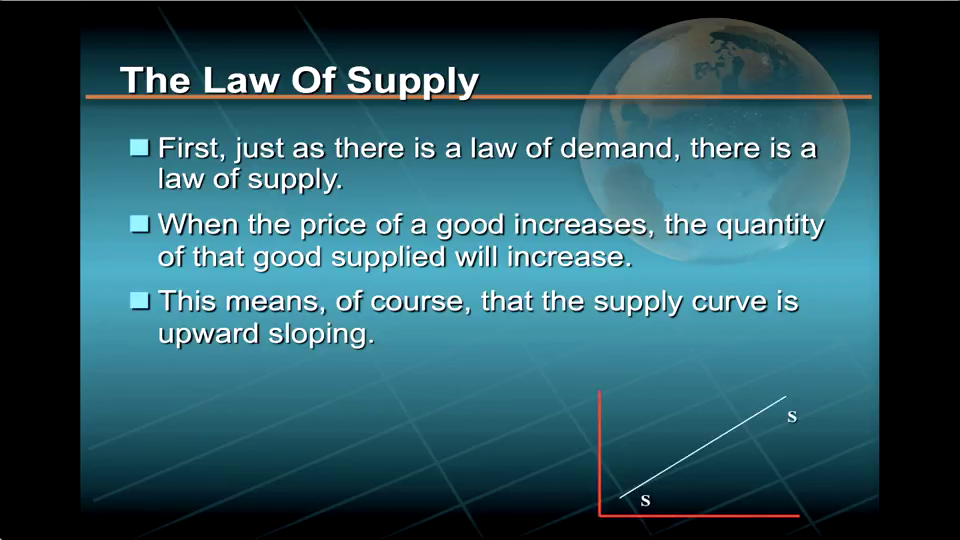 The Law Of Supply
First, just as there is a law of demand, there is a
law of supply.
When the price of a good increases, the quantity
of that good supplied will increase.
This means, of course, that the supply curve is
upward sloping.
S
S